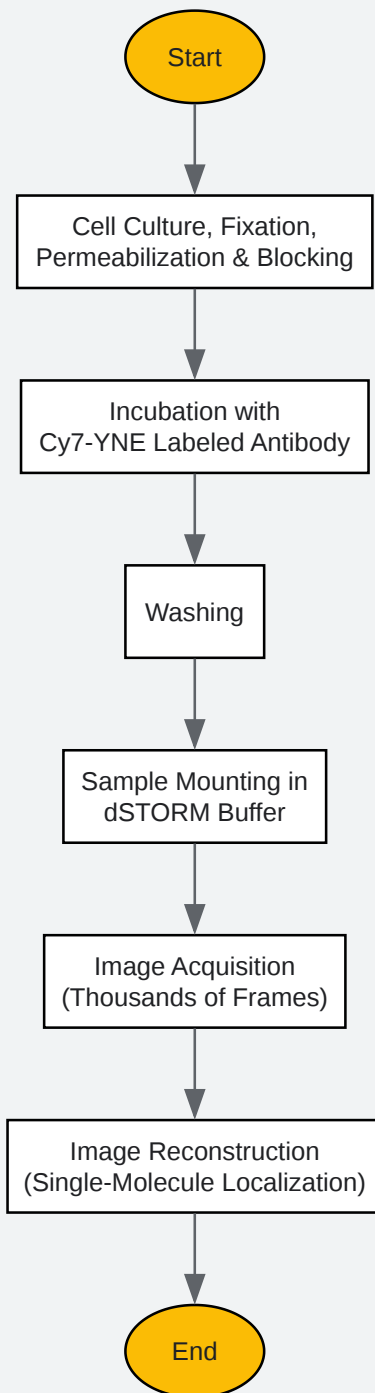 Start
Cell Culture, Fixation,
Permeabilization & Blocking
Incubation with
Cy7-YNE Labeled Antibody
Washing
Sample Mounting in
dSTORM Buffer
Image Acquisition
(Thousands of Frames)
Image Reconstruction
(Single-Molecule Localization)
End